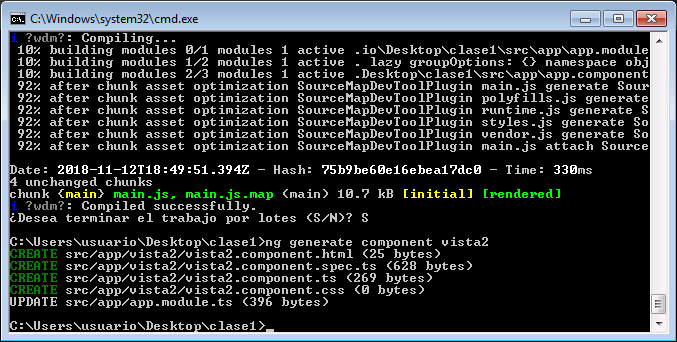 C:\Windows\system32\cmd.exe
i ?wdm?: Compiling...
10% building modules 0/1 modules 1 active .io\Desktop\clase1\src\app\app.module
10% building modules 1/2 modules 1 active . lazy groupOptions: {} namespace obj
10% building modules 2/3 modules 1 active .Desktop\clase1\src\app\app.component
92% after chunk asset optimization SourceMapDevToolPlugin main.js generate Sour
92% after chunk asset optimization SourceMapDevToolPlugin polyfills.js generate
92% after chunk asset optimization SourceMapDevToolPlugin runtime.js generate S
92% after chunk asset optimization SourceMapDevToolPlugin styles.js generate So
92% after chunk asset optimization SourceMapDevToolPlugin vendor.js generate So
92% after chunk asset optimization SourceMapDevToolPlugin main.js attach Source
Date: 2018-11-12T18:49:51.394Z - Hash: 75b9be60e16ebea17dc0 - Time: 330ms
4 unchanged chunks
chunk {main} main.js, main.js.map (main) 10.7 kB [initial] [rendered]
i ?wdm?: Compiled successfully.
¿Desea terminar el trabajo por lotes (S/N)? S
C:\Users\usuario\Desktop\clase1>ng generate component vista2
CREATE src/app/vista2/vista2.component.html (25 bytes)
CREATE src/app/vista2/vista2.component.spec.ts (628 bytes)
CREATE src/app/vista2/vista2.component.ts (269 bytes)
CREATE src/app/vista2/vista2.component.css (0 bytes)
UPDATE src/app/app.module.ts (396 bytes)
C:\Users\usuario\Desktop\clase1>_